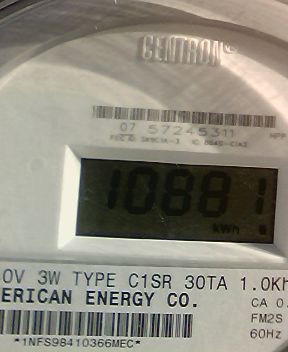 CENTRON®
07 57245311
10881
kWh
0V 3W TYPE C1SR 30TA 1.0Kh
ERICAN ENERGY CO.
CA 0.
FM2S
60Hz
*1NFS98410366MEC*